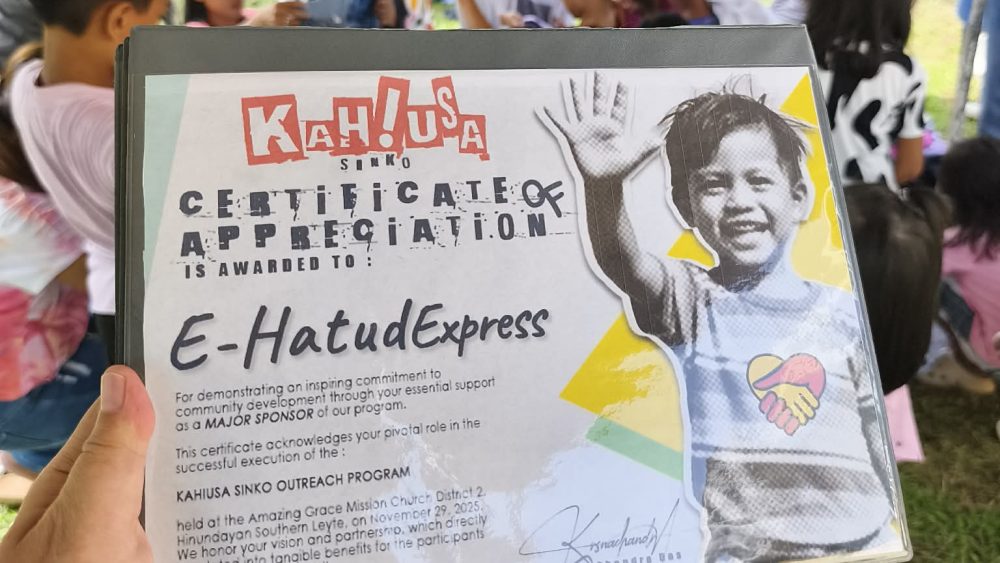 KAH!USA
SINKO
CERTIFICATE OF
APPRECIATION
IS AWARDED TO :
E-HatudExpress
For demonstrating an inspiring commitment to
community development through your essential support
as a MAJOR SPONSOR of our program.
This certificate acknowledges your pivotal role in the
successful execution of the :
KAHIUSA SINKO OUTREACH PROGRAM
held at the Amazing Grace Mission Church District 2,
Hinundayan Southern Leyte, on November 29, 2025.
We honor your vision and partnership, which directly
into tangible benefits for the participants
Das